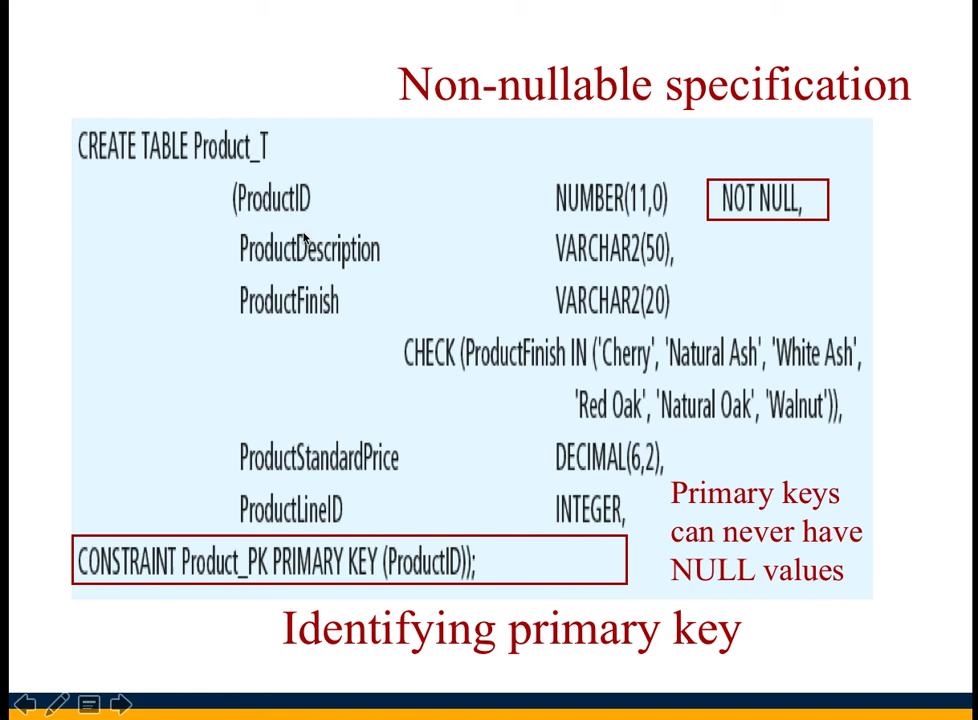 Non-nullable specification
CREATE TABLE Product_T
(ProductID NUMBER(11,0) NOT NULL,
ProductDescription VARCHAR2(50),
ProductFinish VARCHAR2(20)
CHECK (ProductFinish IN ('Cherry', 'Natural Ash', 'White Ash',
'Red Oak', 'Natural Oak', 'Walnut')),
ProductStandardPrice DECIMAL(6,2),
ProductLineID INTEGER,
CONSTRAINT Product_PK PRIMARY KEY (ProductID));
Primary keys
can never have
NULL values
Identifying primary key